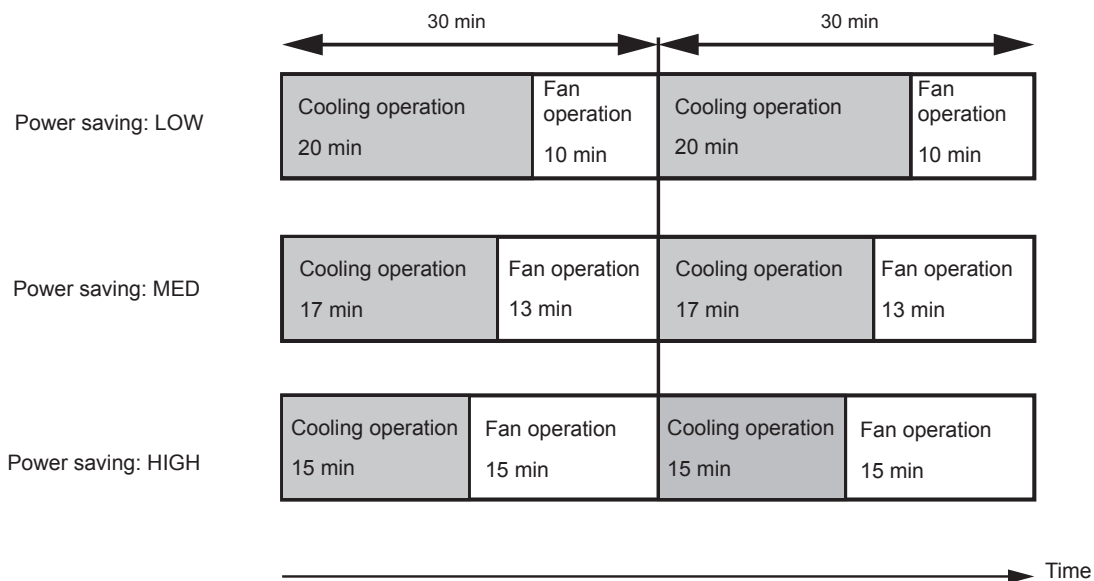 30 min
30 min
Power saving: LOW
Cooling operation
20 min
Fan
operation
10 min
Cooling operation
20 min
Fan
operation
10 min
Power saving: MED
Cooling operation
17 min
Fan operation
13 min
Cooling operation
17 min
Fan operation
13 min
Power saving: HIGH
Cooling operation
15 min
Fan operation
15 min
Cooling operation
15 min
Fan operation
15 min
Time